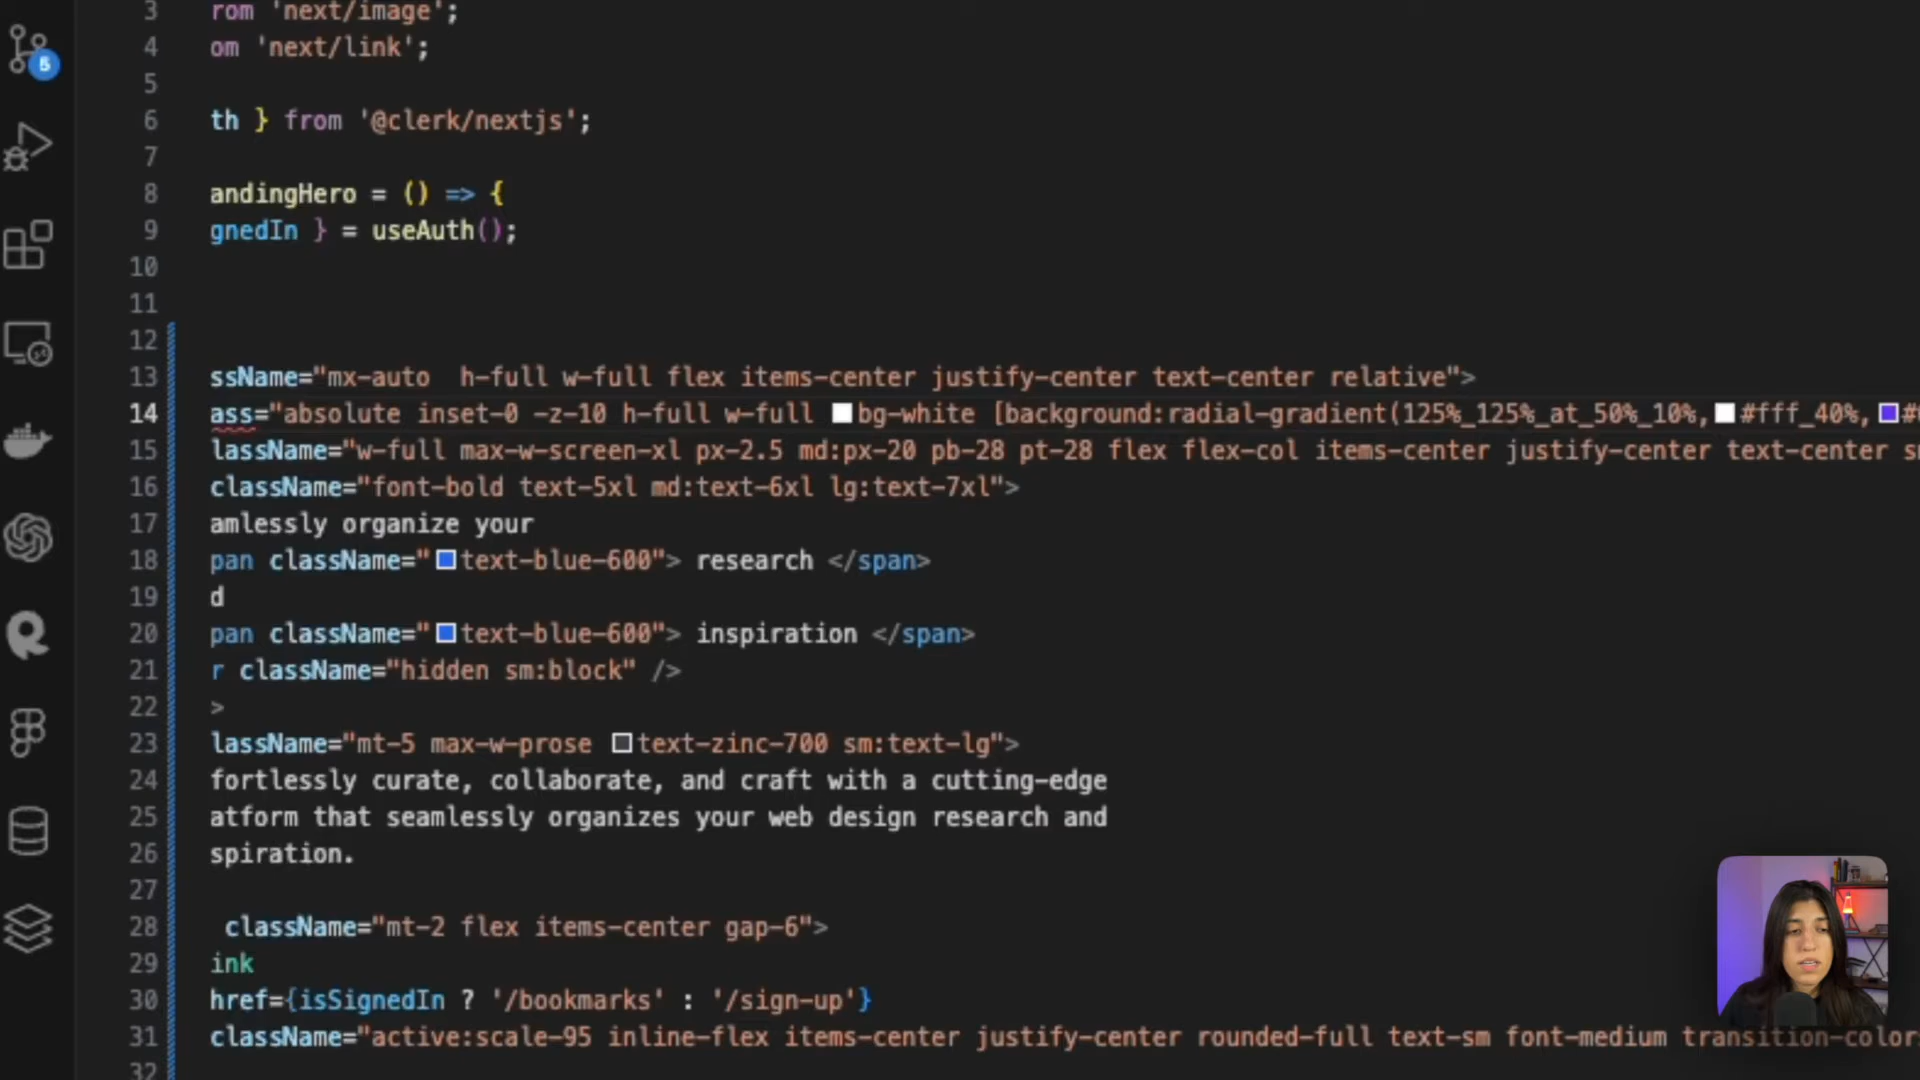 3 rom 'next/image';
4 om 'next/link';
5
6 th } from '@clerk/nextjs';
7
8 andingHero = () => {
9 gnedIn } = useAuth();
10
11
12
13 ssName="mx-auto  h-full w-full flex items-center justify-center text-center relative">
14 ass="absolute inset-0 -z-10 h-full w-full bg-white [background:radial-gradient(125%_125%_at_50%_10%,#fff_40%,#
15 lassName="w-full max-w-screen-xl px-2.5 md:px-20 pb-28 pt-28 flex flex-col items-center justify-center text-center s
16 className="font-bold text-5xl md:text-6xl lg:text-7xl">
17 amlessly organize your
18 pan className="text-blue-600"> research </span>
19 d
20 pan className="text-blue-600"> inspiration </span>
21 r className="hidden sm:block" />
22 >
23 lassName="mt-5 max-w-prose text-zinc-700 sm:text-lg">
24 fortlessly curate, collaborate, and craft with a cutting-edge
25 atform that seamlessly organizes your web design research and
26 spiration.
27
28 className="mt-2 flex items-center gap-6">
29 ink
30 href={isSignedIn ? '/bookmarks' : '/sign-up'}
31 className="active:scale-95 inline-flex items-center justify-center rounded-full text-sm font-medium transition-color
32
5